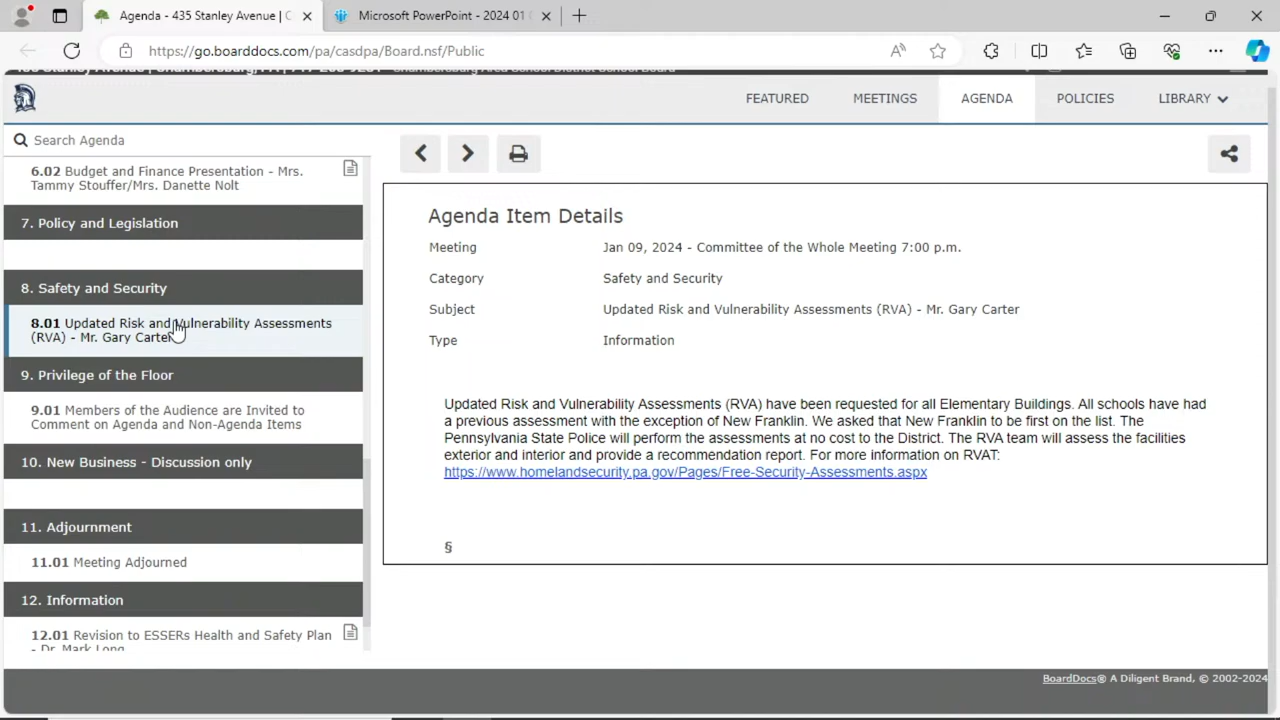 Agenda - 435 Stanley Avenue | C
Microsoft PowerPoint - 2024 01
https://go.boarddocs.com/pa/casdpa/Board.nsf/Public
FEATURED
MEETINGS
AGENDA
POLICIES
LIBRARY
Search Agenda
6.02 Budget and Finance Presentation - Mrs.
Tammy Stouffer/Mrs. Danette Nolt
7. Policy and Legislation
8. Safety and Security
8.01 Updated Risk and Vulnerability Assessments
(RVA) - Mr. Gary Carter
9. Privilege of the Floor
9.01 Members of the Audience are Invited to
Comment on Agenda and Non-Agenda Items
10. New Business - Discussion only
11. Adjournment
11.01 Meeting Adjourned
12. Information
12.01 Revision to ESSERs Health and Safety Plan
- Dr. Mark Long
Agenda Item Details
Meeting Jan 09, 2024 - Committee of the Whole Meeting 7:00 p.m.
Category Safety and Security
Subject Updated Risk and Vulnerability Assessments (RVA) - Mr. Gary Carter
Type Information
Updated Risk and Vulnerability Assessments (RVA) have been requested for all Elementary Buildings. All schools have had
a previous assessment with the exception of New Franklin. We asked that New Franklin to be first on the list. The
Pennsylvania State Police will perform the assessments at no cost to the District. The RVA team will assess the facilities
exterior and interior and provide a recommendation report. For more information on RVAT:
https://www.homelandsecurity.pa.gov/Pages/Free-Security-Assessments.aspx
§
BoardDocs® A Diligent Brand, © 2002-2024